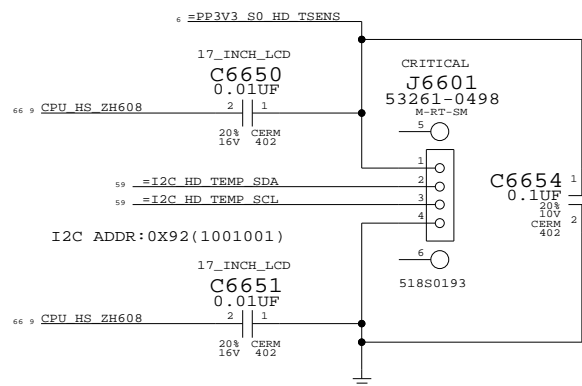 6 =PP3V3_S0_HD_TSENS
17_INCH_LCD
C6650
0.01UF
66 9 CPU_HS_ZH608
2 1
20% CERM
16V 402
CRITICAL
J6601
53261-0498
M-RT-SM
5
1
59 =I2C_HD_TEMP_SDA 2
59 =I2C_HD_TEMP_SCL 3
4
C6654 1
0.1UF
20%
10V 2
CERM
402
I2C ADDR:0X92(1001001)
6
518S0193
17_INCH_LCD
C6651
0.01UF
66 9 CPU_HS_ZH608
2 1
20% CERM
16V 402